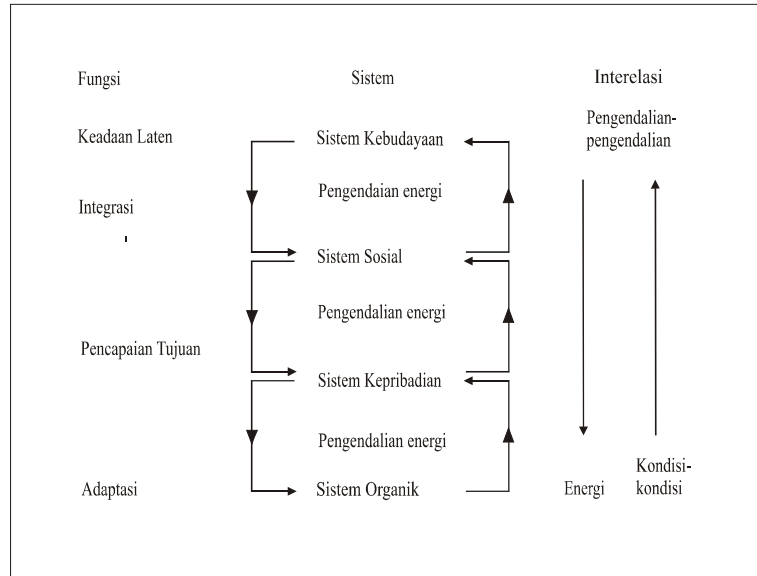 Fungsi Sistem Interelasi
Pengendalian-
pengendalian
Keadaan Laten Sistem Kebudayaan
Pengendaian energi
Integrasi
Sistem Sosial
Pengendalian energi
Pencapaian Tujuan
Sistem Kepribadian
Pengendalian energi
Adaptasi Sistem Organik Energi
Kondisi-
kondisi